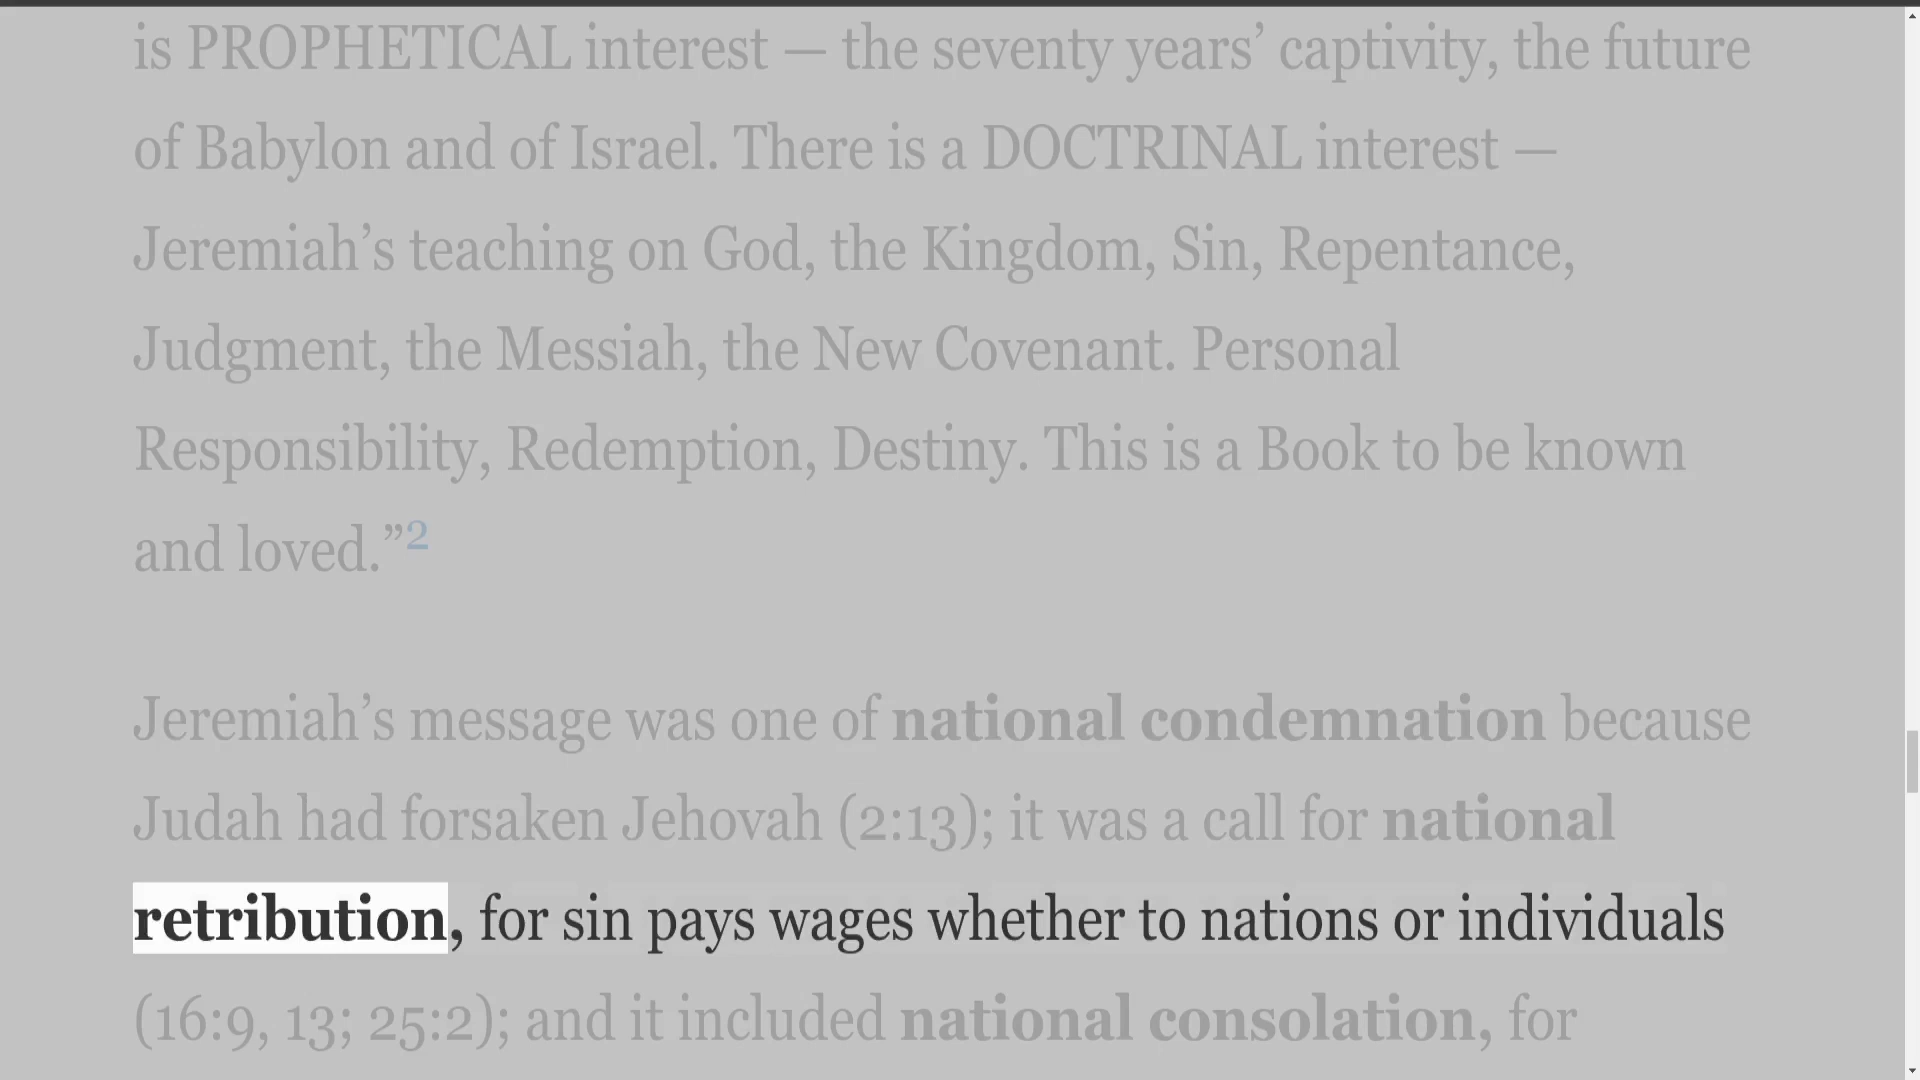 is PROPHETICAL interest — the seventy years’ captivity, the future
of Babylon and of Israel. There is a DOCTRINAL interest —
Jeremiah’s teaching on God, the Kingdom, Sin, Repentance,
Judgment, the Messiah, the New Covenant. Personal
Responsibility, Redemption, Destiny. This is a Book to be known
and loved.”2
Jeremiah’s message was one of national condemnation because
Judah had forsaken Jehovah (2:13); it was a call for national
retribution, for sin pays wages whether to nations or individuals
(16:9, 13; 25:2); and it included national consolation, for